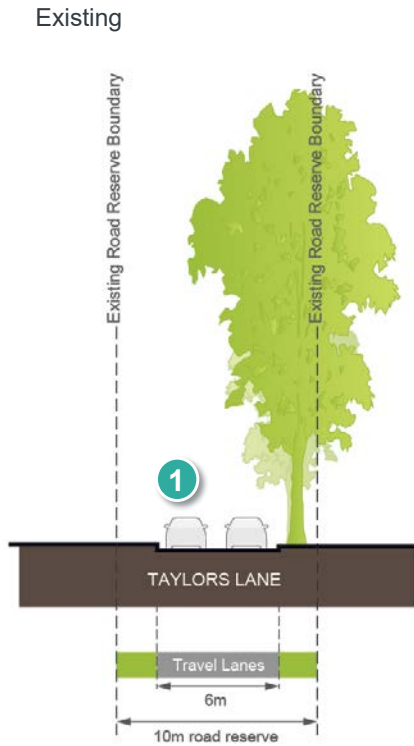 Existing
Existing Road Reserve Boundary
Existing Road Reserve Boundary
1
TAYLORS LANE
Travel Lanes
6m
10m road reserve